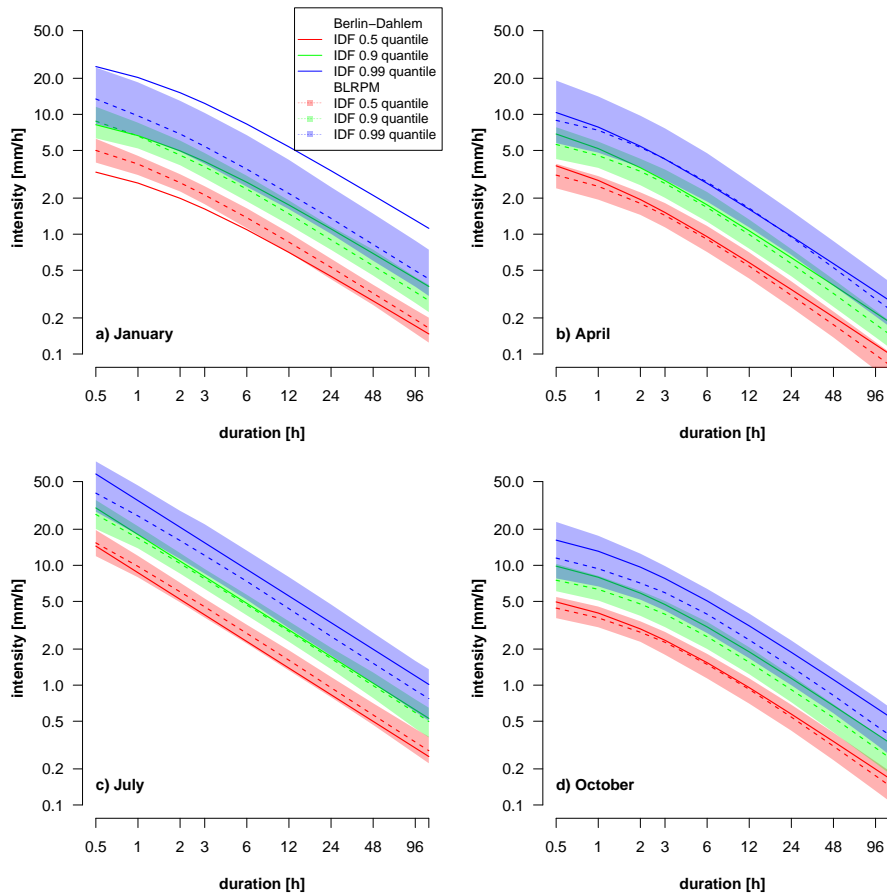 Berlin−Dahlem
IDF 0.5 quantile
IDF 0.9 quantile
IDF 0.99 quantile
BLRPM
IDF 0.5 quantile
IDF 0.9 quantile
IDF 0.99 quantile
intensity [mm/h]
50.0
20.0
10.0
5.0
2.0
1.0
0.5
0.2
0.1
a) January
0.5 1 2 3 6 12 24 48 96
duration [h]
intensity [mm/h]
50.0
20.0
10.0
5.0
2.0
1.0
0.5
0.2
0.1
b) April
0.5 1 2 3 6 12 24 48 96
duration [h]
intensity [mm/h]
50.0
20.0
10.0
5.0
2.0
1.0
0.5
0.2
0.1
c) July
0.5 1 2 3 6 12 24 48 96
duration [h]
intensity [mm/h]
50.0
20.0
10.0
5.0
2.0
1.0
0.5
0.2
0.1
d) October
0.5 1 2 3 6 12 24 48 96
duration [h]